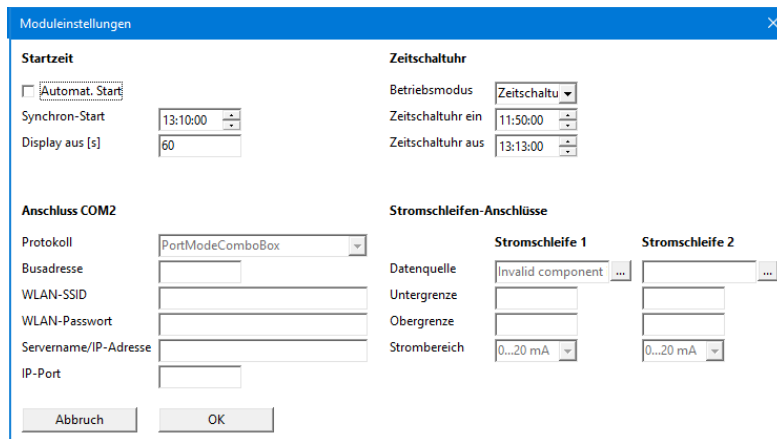 Moduleinstellungen
Startzeit
Automat. Start
Synchron-Start 13:10:00
Display aus [s] 60
Zeitschaltuhr
Betriebsmodus Zeitschaltu
Zeitschaltuhr ein 11:50:00
Zeitschaltuhr aus 13:13:00
Anschluss COM2
Protokoll PortModeComboBox
Busadresse
WLAN-SSID
WLAN-Passwort
Servername/IP-Adresse
IP-Port
Stromschleifen-Anschlüsse
Stromschleife 1 Stromschleife 2
Datenquelle Invalid component ... ...
Untergrenze
Obergrenze
Strombereich 0...20 mA 0...20 mA
Abbruch OK